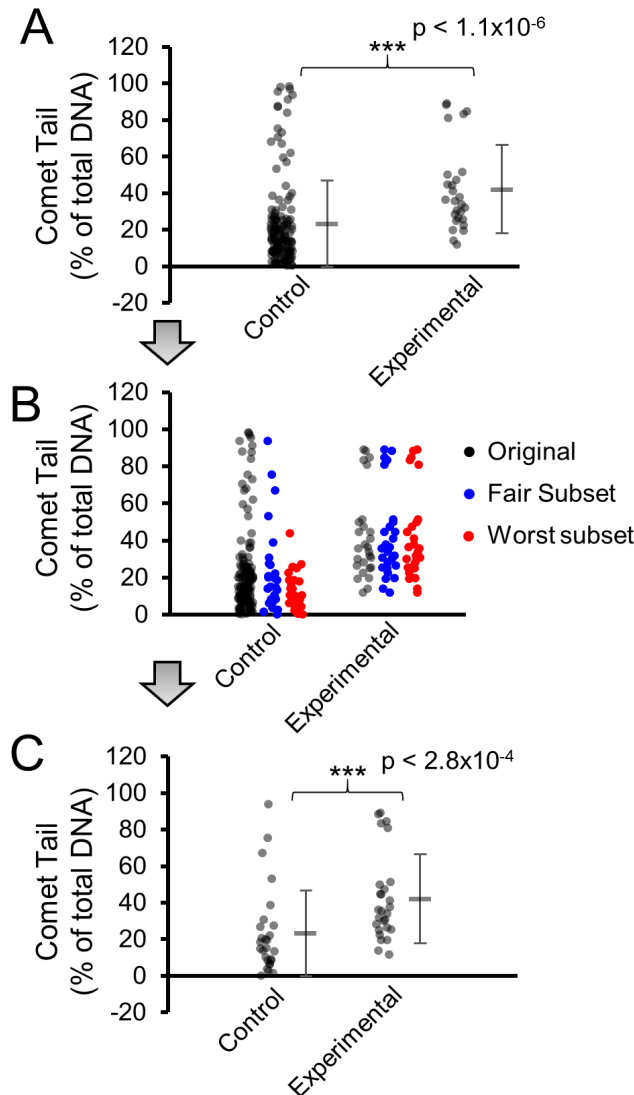 A
p < 1.1x10⁻⁶
***
120
100
80
60
40
20
0
-20
Comet Tail
(% of total DNA)
Control
Experimental
B
120
100
80
60
40
20
0
Comet Tail
(% of total DNA)
Original
Fair Subset
Worst subset
Control
Experimental
C
p < 2.8x10⁻⁴
***
120
100
80
60
40
20
0
-20
Comet Tail
(% of total DNA)
Control
Experimental